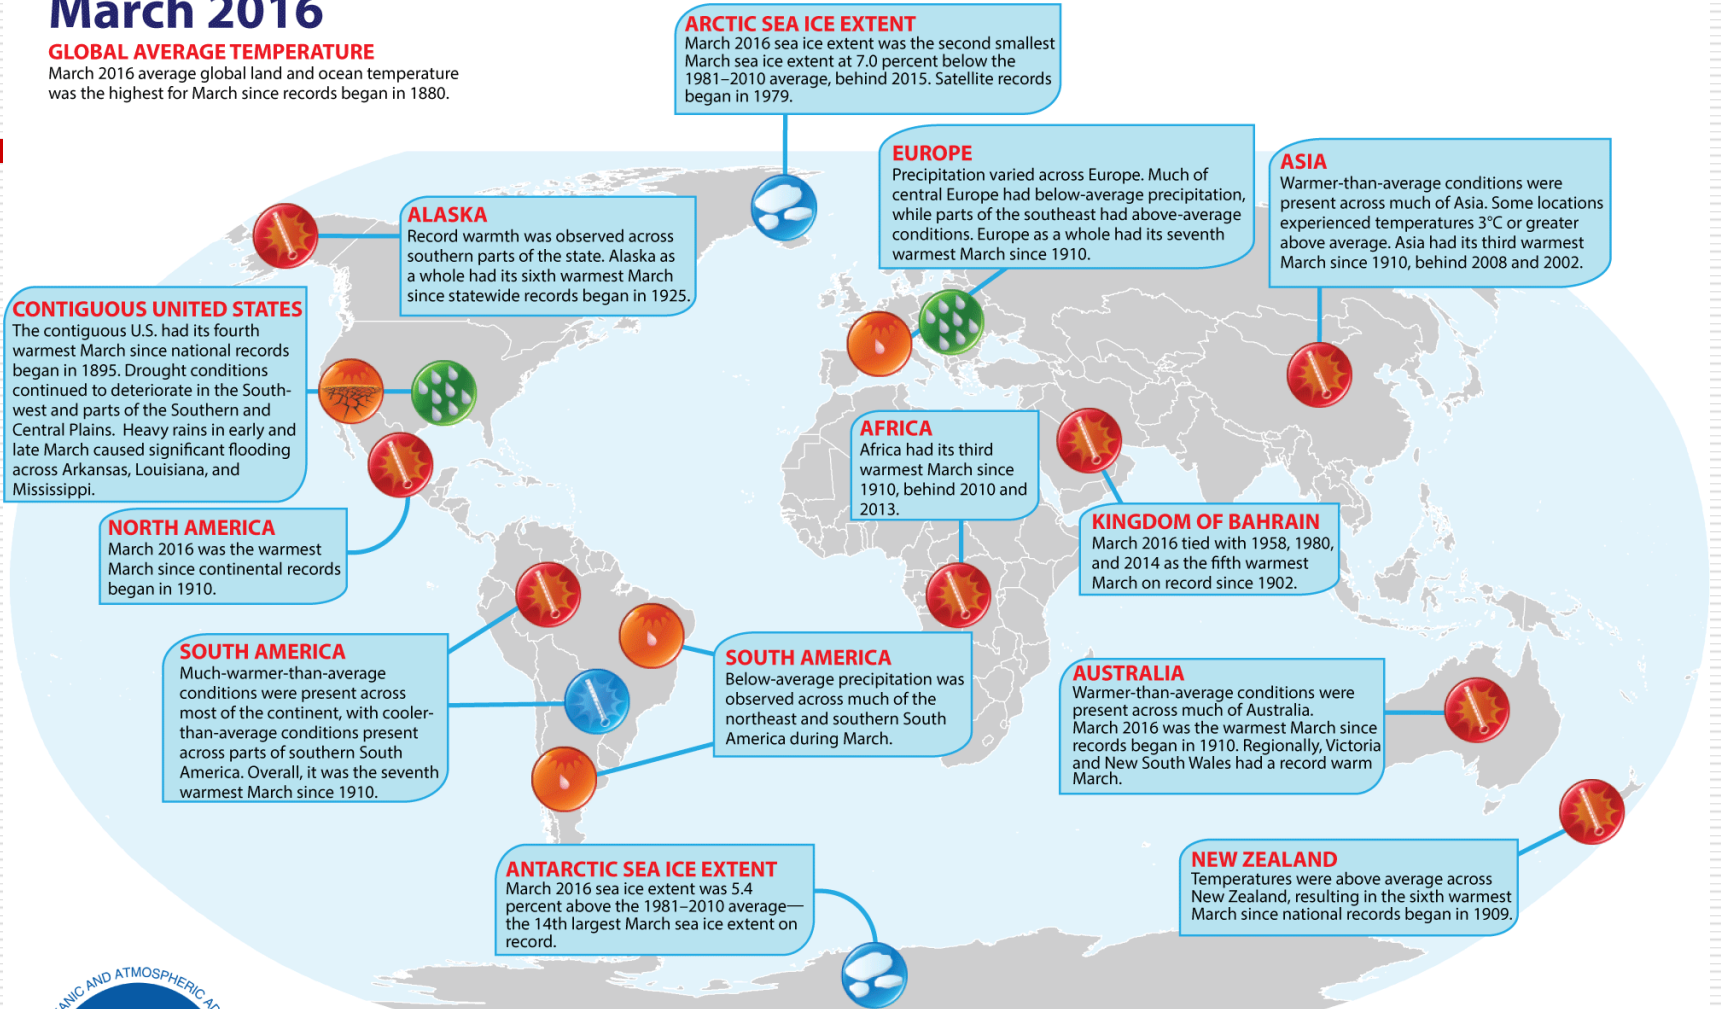 March 2016
GLOBAL AVERAGE TEMPERATURE
March 2016 average global land and ocean temperature
was the highest for March since records began in 1880.
ARCTIC SEA ICE EXTENT
March 2016 sea ice extent was the second smallest
March sea ice extent at 7.0 percent below the
1981–2010 average, behind 2015. Satellite records
began in 1979.
EUROPE
Precipitation varied across Europe. Much of
central Europe had below-average precipitation,
while parts of the southeast had above-average
conditions. Europe as a whole had its seventh
warmest March since 1910.
ASIA
Warmer-than-average conditions were
present across much of Asia. Some locations
experienced temperatures 3°C or greater
above average. Asia had its third warmest
March since 1910, behind 2008 and 2002.
ALASKA
Record warmth was observed across
southern parts of the state. Alaska as
a whole had its sixth warmest March
since statewide records began in 1925.
CONTIGUOUS UNITED STATES
The contiguous U.S. had its fourth
warmest March since national records
began in 1895. Drought conditions
continued to deteriorate in the South-
west and parts of the Southern and
Central Plains. Heavy rains in early and
late March caused significant flooding
across Arkansas, Louisiana, and
Mississippi.
AFRICA
Africa had its third
warmest March since
1910, behind 2010 and
2013.
NORTH AMERICA
March 2016 was the warmest
March since continental records
began in 1910.
KINGDOM OF BAHRAIN
March 2016 tied with 1958, 1980,
and 2014 as the fifth warmest
March on record since 1902.
SOUTH AMERICA
Much-warmer-than-average
conditions were present across
most of the continent, with cooler-
than-average conditions present
across parts of southern South
America. Overall, it was the seventh
warmest March since 1910.
SOUTH AMERICA
Below-average precipitation was
observed across much of the
northeast and southern South
America during March.
AUSTRALIA
Warmer-than-average conditions were
present across much of Australia.
March 2016 was the warmest March since
records began in 1910. Regionally, Victoria
and New South Wales had a record warm
March.
ANTARCTIC SEA ICE EXTENT
March 2016 sea ice extent was 5.4
percent above the 1981–2010 average—
the 14th largest March sea ice extent on
record.
NEW ZEALAND
Temperatures were above average across
New Zealand, resulting in the sixth warmest
March since national records began in 1909.
AND ATMOSPHERIC